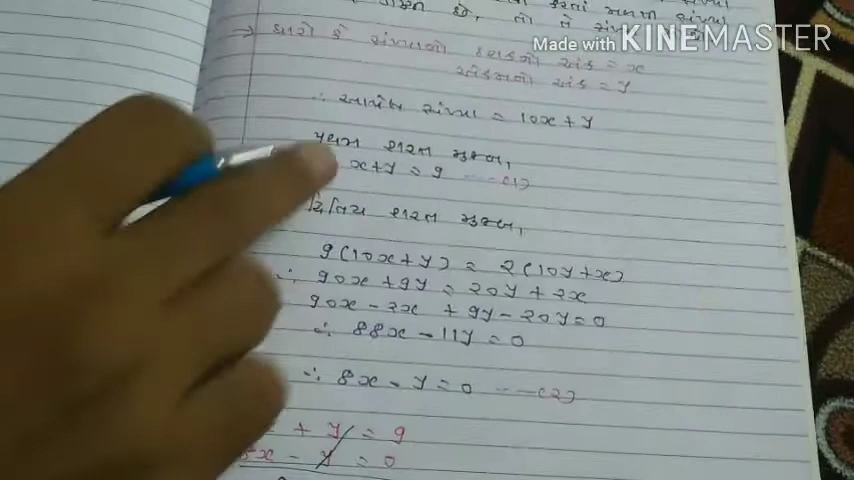 → ધારો કે સંખ્યાનો દશકનો અંક = x
એકમનો અંક = y
Made with KINEMASTER
∴ આપેલ સંખ્યા = 10x + y
પ્રથમ શરત મુજબ,
x + y = 9 ---- (1)
દ્વિતિય શરત મુજબ,
9(10x + y) = 2(10y + x)
∴ 90x + 9y = 20y + 2x
90x - 2x + 9y - 20y = 0
∴ 88x - 11y = 0
∴ 8x - y = 0 ---- (2)
+ y = 9
8x - y = 0